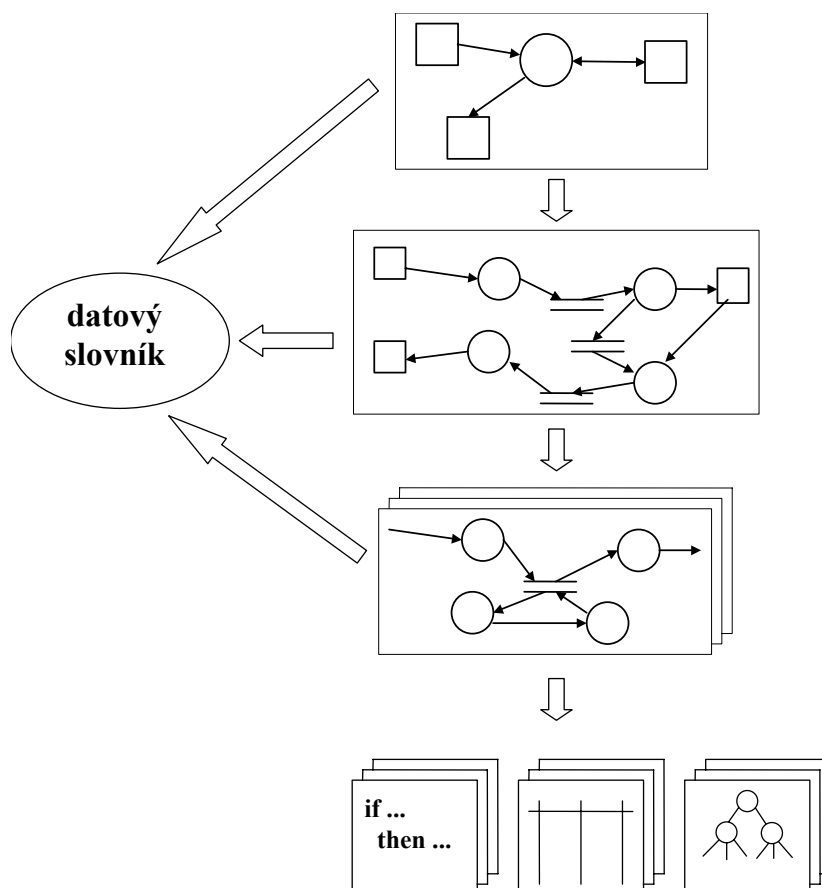 datový
slovník
if ...
then ...